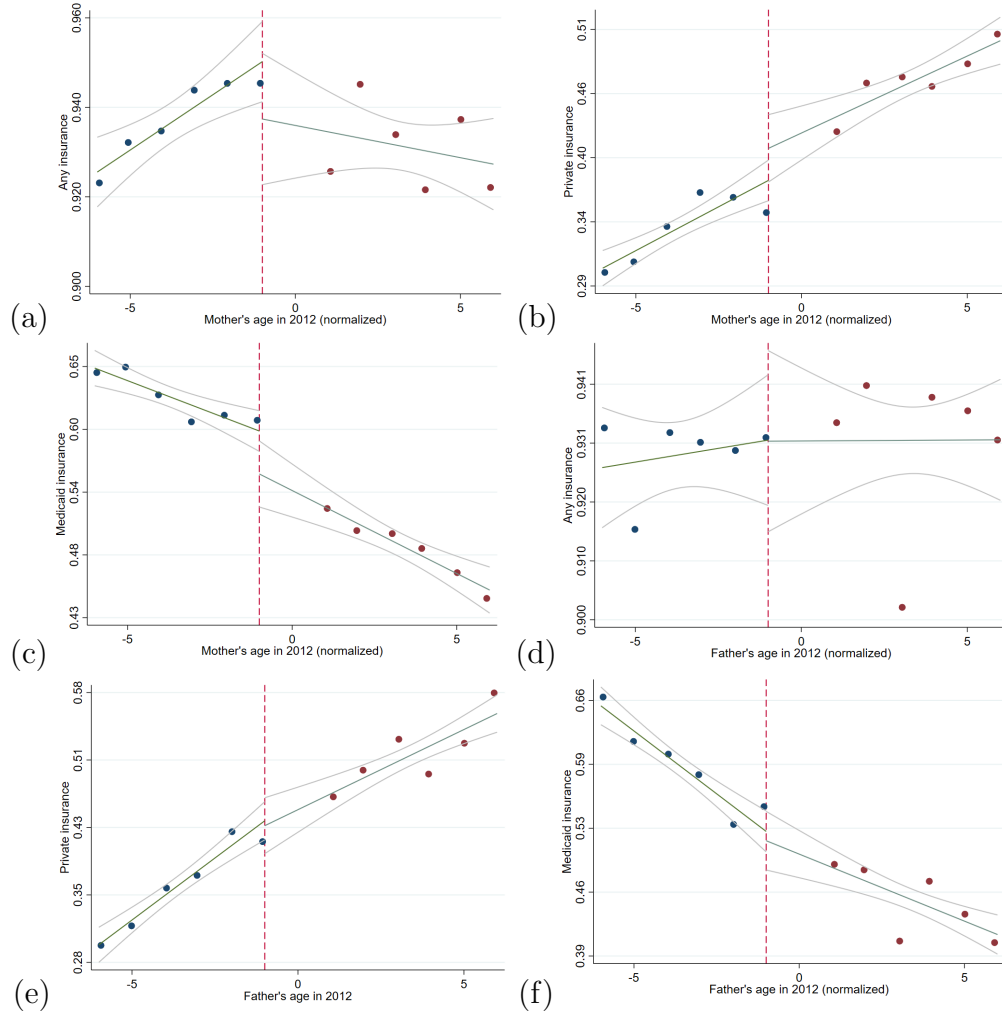 0.960
0.940
0.920
0.900
Any insurance
-5 0 5
Mother's age in 2012 (normalized)
(a)
0.51
0.46
0.40
0.34
0.29
Private insurance
-5 0 5
Mother's age in 2012 (normalized)
(b)
0.65
0.60
0.54
0.48
0.43
Medicaid insurance
-5 0 5
Mother's age in 2012 (normalized)
(c)
0.941
0.931
0.920
0.910
0.900
Any insurance
-5 0 5
Father's age in 2012 (normalized)
(d)
0.58
0.51
0.43
0.35
0.28
Private insurance
-5 0 5
Father's age in 2012
(e)
0.66
0.59
0.53
0.46
0.39
Medicaid insurance
-5 0 5
Father's age in 2012 (normalized)
(f)